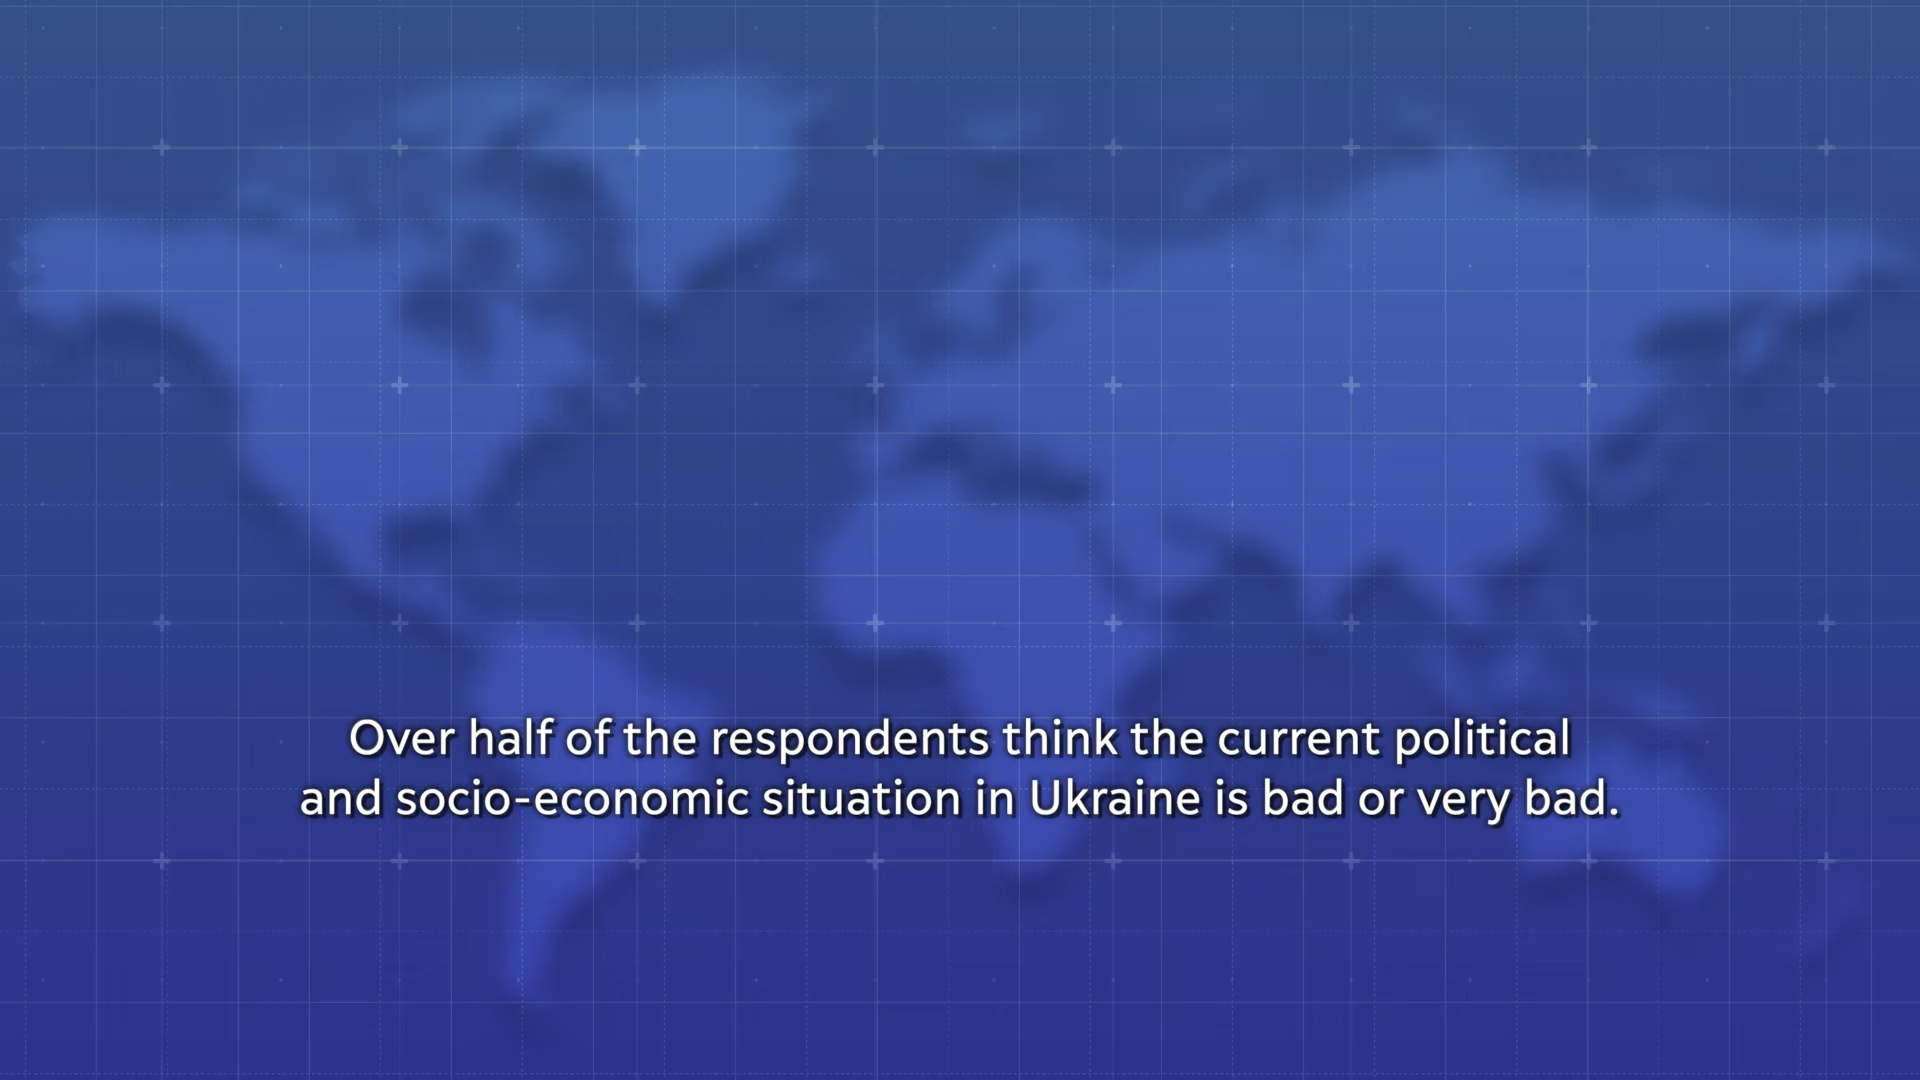 Over half of the respondents think the current political
and socio-economic situation in Ukraine is bad or very bad.